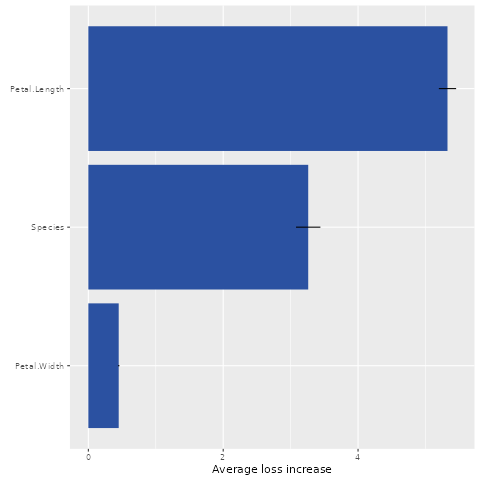 Petal.Length
Species
Petal.Width
0 2 4
Average loss increase